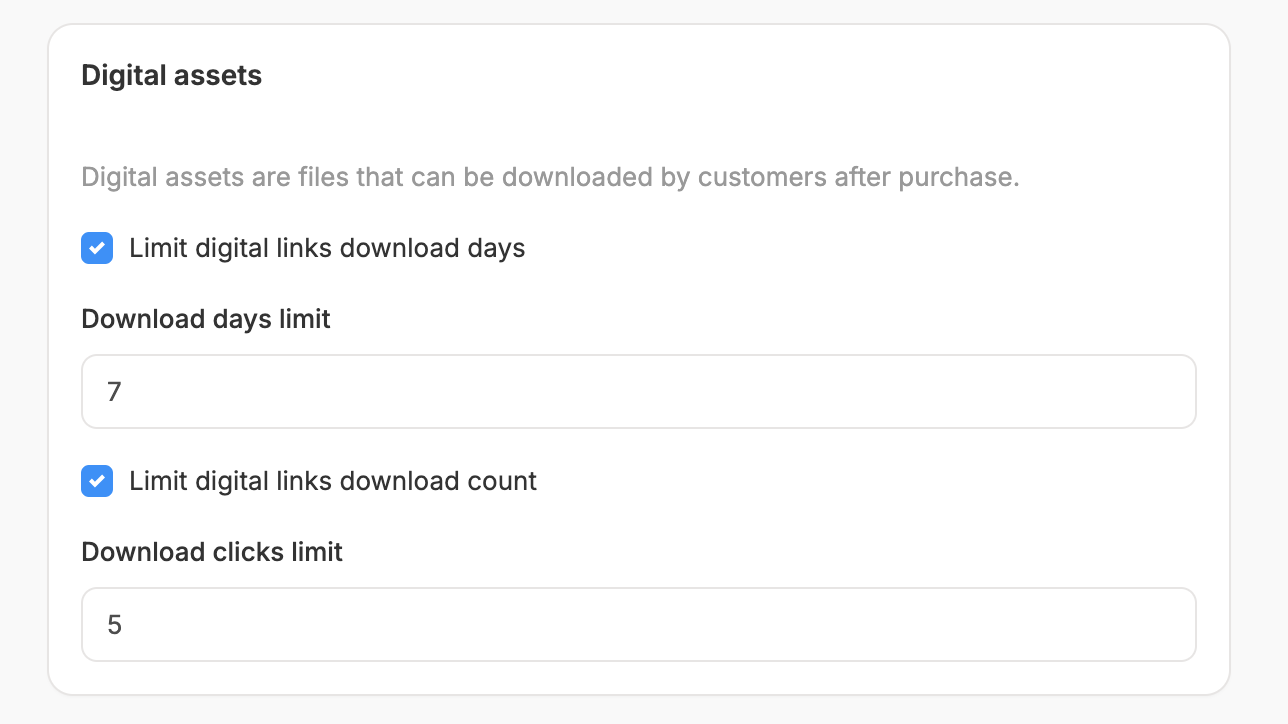 Digital assets
Digital assets are files that can be downloaded by customers after purchase.
Limit digital links download days
Download days limit
7
Limit digital links download count
Download clicks limit
5